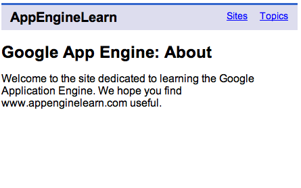 AppEngineLearn Sites Topics
Google App Engine: About
Welcome to the site dedicated to learning the Google
Application Engine. We hope you find
www.appenginelearn.com useful.